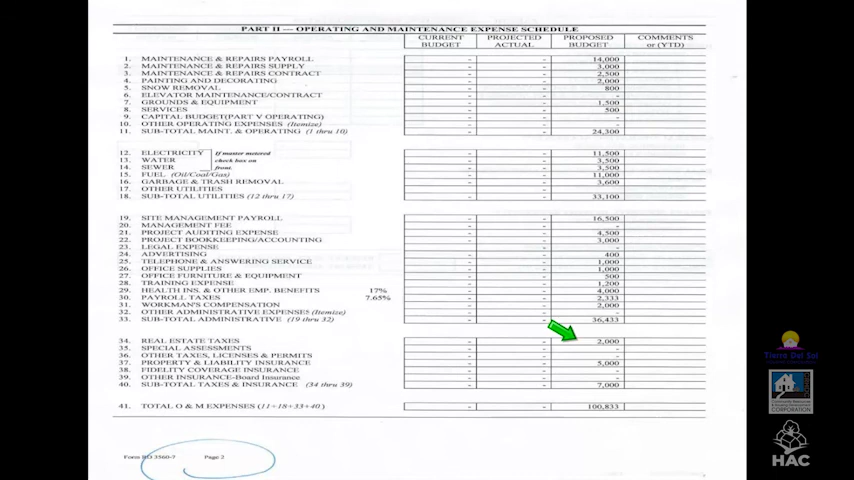 PART II — OPERATING AND MAINTENANCE EXPENSE SCHEDULE
CURRENT BUDGET PROJECTED ACTUAL PROPOSED BUDGET COMMENTS or (YTD)
1. MAINTENANCE & REPAIRS PAYROLL - - 14,000
2. MAINTENANCE & REPAIRS SUPPLY - - 3,000
3. MAINTENANCE & REPAIRS CONTRACT - - 2,500
4. PAINTING AND DECORATING - - 2,000
5. SNOW REMOVAL - - 800
6. ELEVATOR MAINTENANCE/CONTRACT - - -
7. GROUNDS & EQUIPMENT - - 1,500
8. SERVICES - - 500
9. CAPITAL BUDGET(PART V OPERATING) - - -
10. OTHER OPERATING EXPENSES (Itemize) - - -
11. SUB-TOTAL MAINT. & OPERATING (1 thru 10) - - 24,300
12. ELECTRICITY If master metered - - 11,500
13. WATER check box on - - 3,500
14. SEWER front. - - 3,500
15. FUEL (Oil/Coal/Gas) - - 11,000
16. GARBAGE & TRASH REMOVAL - - 3,600
17. OTHER UTILITIES - - -
18. SUB-TOTAL UTILITIES (12 thru 17) - - 33,100
19. SITE MANAGEMENT PAYROLL - - 16,500
20. MANAGEMENT FEE - - -
21. PROJECT AUDITING EXPENSE - - 4,500
22. PROJECT BOOKKEEPING/ACCOUNTING - - 3,000
23. LEGAL EXPENSE - - -
24. ADVERTISING - - 400
25. TELEPHONE & ANSWERING SERVICE - - 1,000
26. OFFICE SUPPLIES - - 1,000
27. OFFICE FURNITURE & EQUIPMENT - - 500
28. TRAINING EXPENSE - - 1,200
29. HEALTH INS. & OTHER EMP. BENEFITS 17% - - 4,000
30. PAYROLL TAXES 7.65% - - 2,333
31. WORKMAN'S COMPENSATION - - 2,000
32. OTHER ADMINISTRATIVE EXPENSES (Itemize) - - -
33. SUB-TOTAL ADMINISTRATIVE (19 thru 32) - - 36,433
34. REAL ESTATE TAXES - - 2,000
35. SPECIAL ASSESSMENTS - - -
36. OTHER TAXES, LICENSES & PERMITS - - -
37. PROPERTY & LIABILITY INSURANCE - - 5,000
38. FIDELITY COVERAGE INSURANCE - - -
39. OTHER INSURANCE-Board Insurance - - -
40. SUB-TOTAL TAXES & INSURANCE (34 thru 39) - - 7,000
41. TOTAL O & M EXPENSES (11+18+33+40) - - 100,833
Form RD 3560-7 Page 2
Tierra Del Sol
CORPORATION
HAC